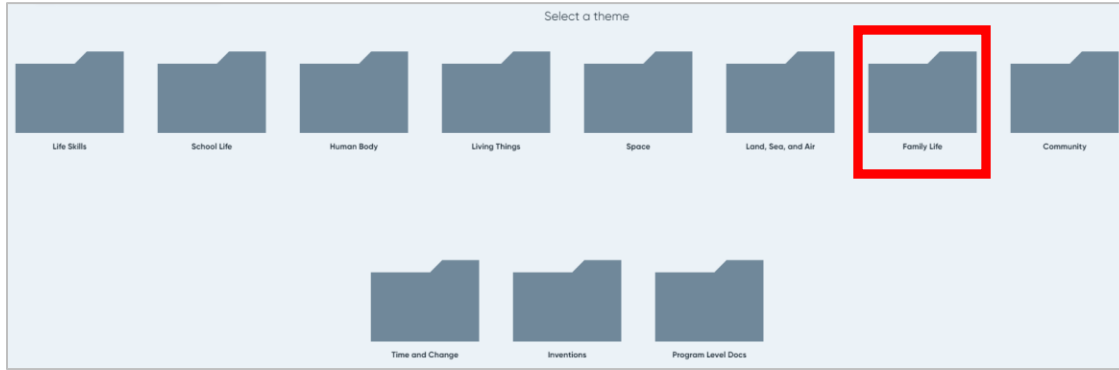 Select a theme
Life Skills
School Life
Human Body
Living Things
Space
Land, Sea, and Air
Family Life
Community
Time and Change
Inventions
Program Level Docs